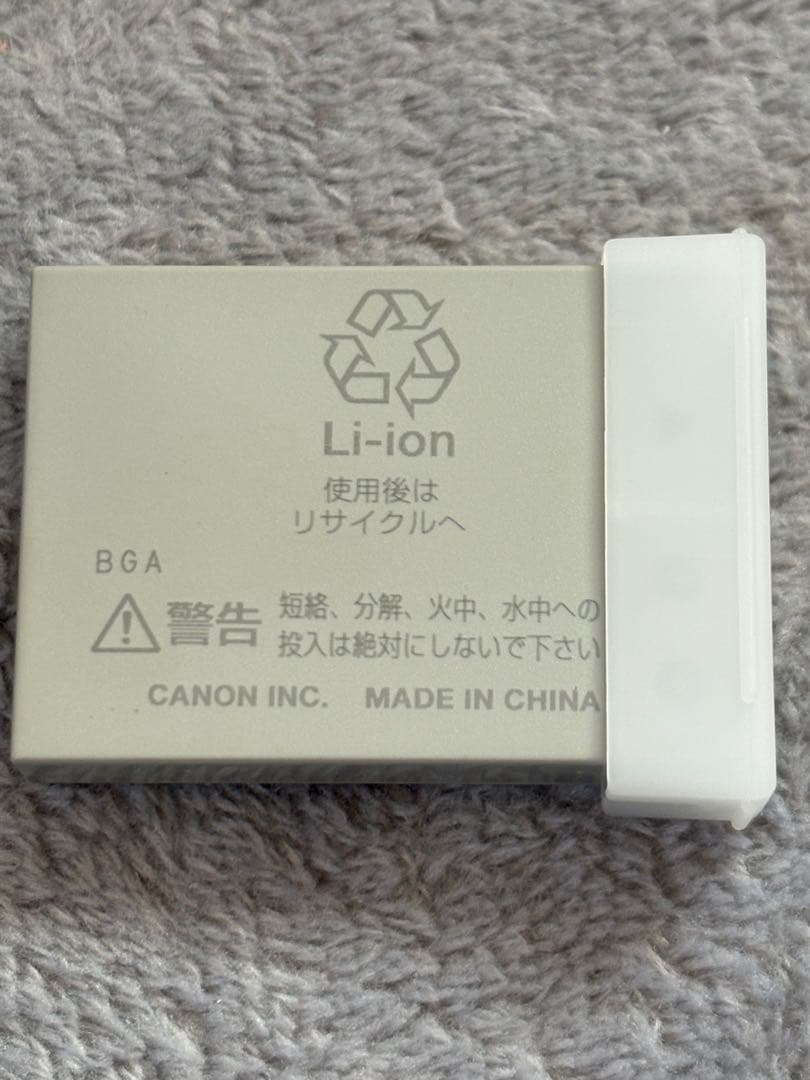 Li-ion
使用後は
リサイクルへ
BGA
警告 短絡、分解、火中、水中への
投入は絶対にしないで下さい
CANON INC. MADE IN CHINA